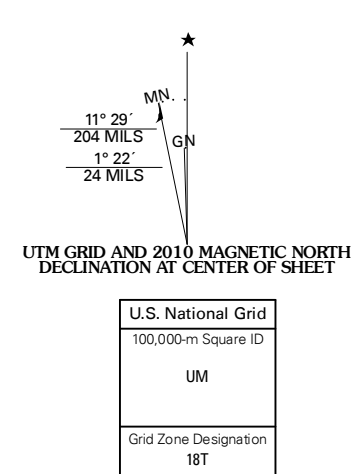 ★
MN
11° 29´
204 MILS
GN
1° 22´
24 MILS
UTM GRID AND 2010 MAGNETIC NORTH
DECLINATION AT CENTER OF SHEET
U.S. National Grid
100,000-m Square ID
UM
Grid Zone Designation
18T